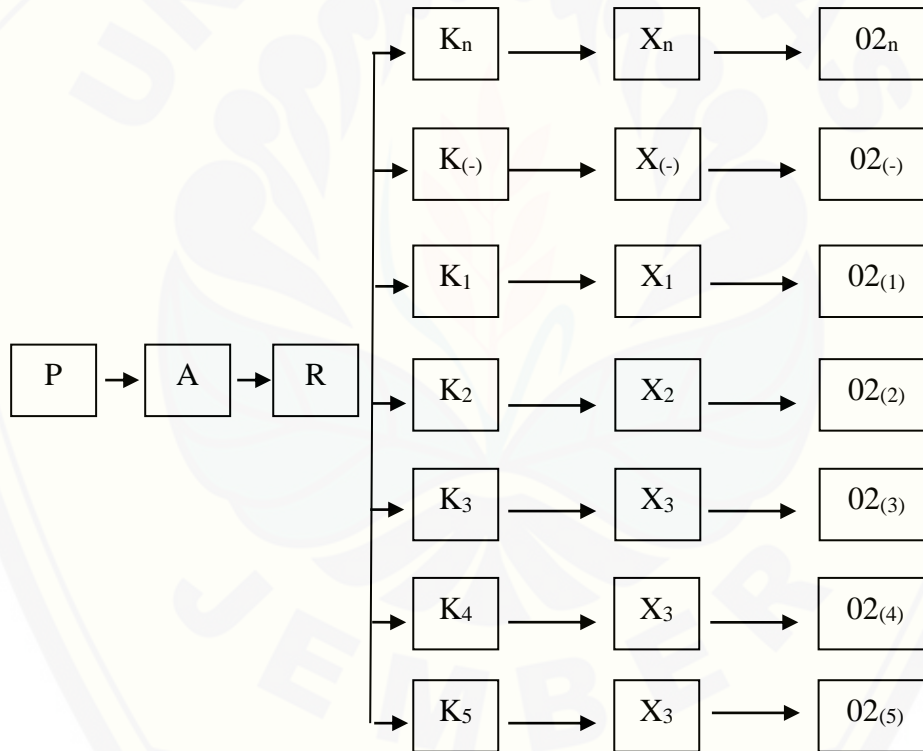 Kn Xn 02n
K(-) X(-) 02(-)
K1 X1 02(1)
P A R
K2 X2 02(2)
K3 X3 02(3)
K4 X3 02(4)
K5 X3 02(5)
JEMBER